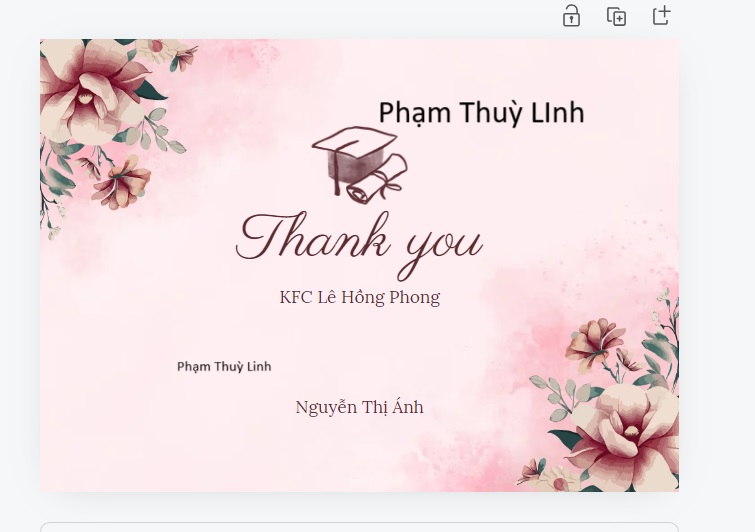 Phạm Thuỳ LInh
Thank you
KFC Lê Hồng Phong
Phạm Thuỳ Linh
Nguyễn Thị Ánh